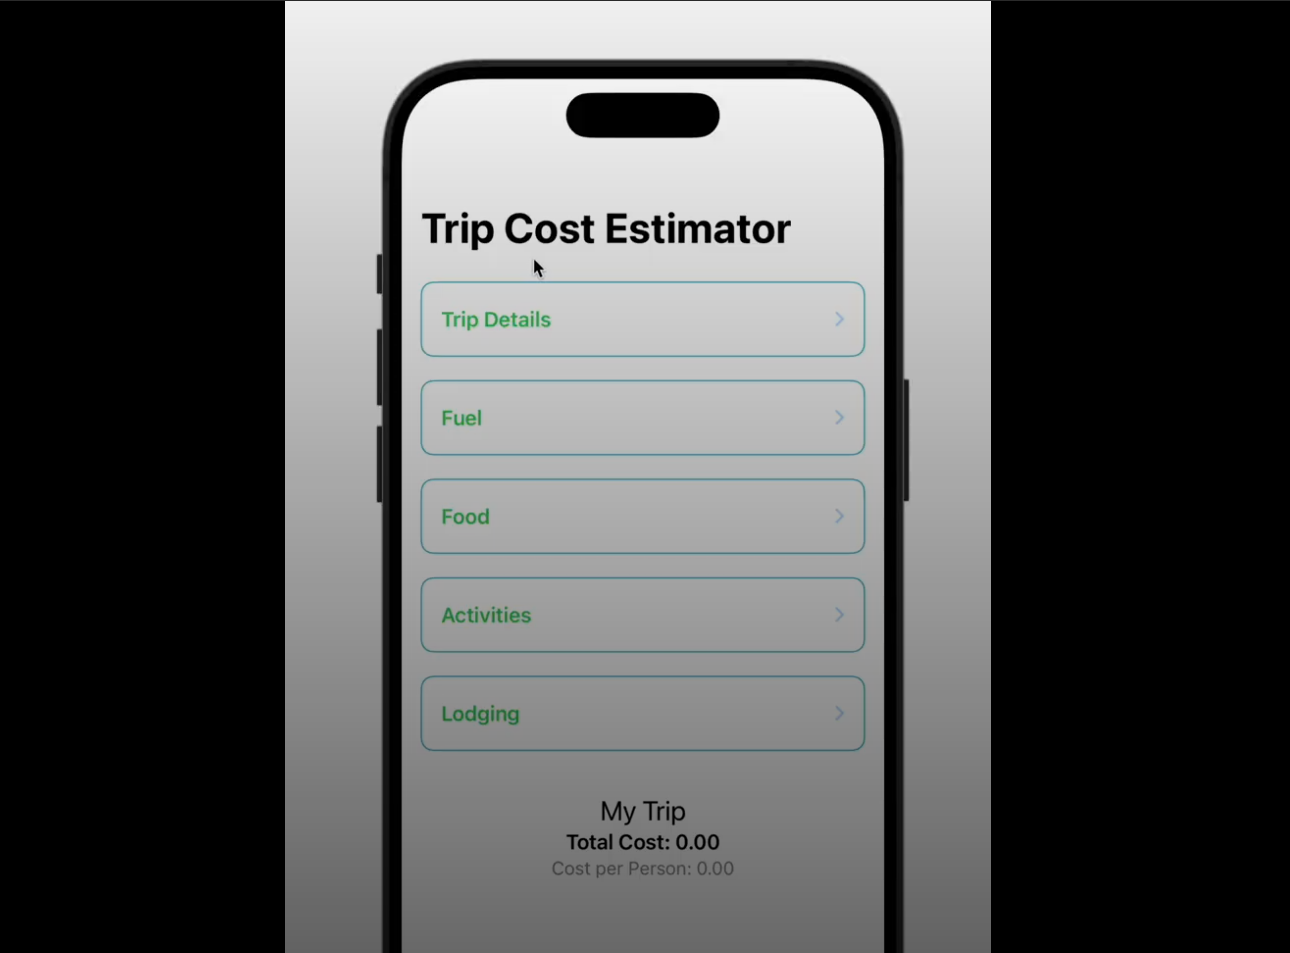 Trip Cost Estimator
Trip Details
Fuel
Food
Activities
Lodging
My Trip
Total Cost: 0.00
Cost per Person: 0.00